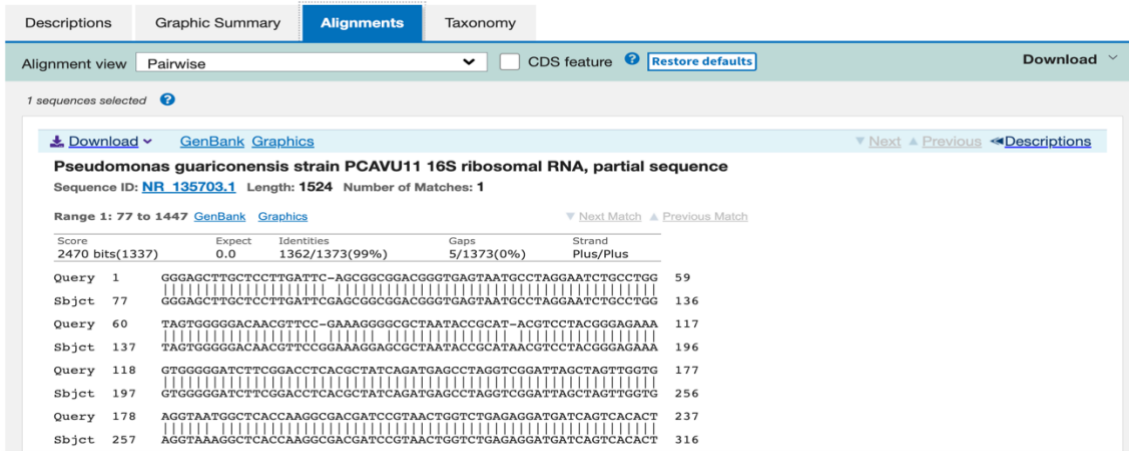 Descriptions Graphic Summary Alignments Taxonomy
Alignment view Pairwise CDS feature ? Restore defaults Download
1 sequences selected ?
Download GenBank Graphics Next Previous Descriptions
Pseudomonas guariconensis strain PCAVU11 16S ribosomal RNA, partial sequence
Sequence ID: NR_135703.1 Length: 1524 Number of Matches: 1
Range 1: 77 to 1447 GenBank Graphics Next Match Previous Match
Score Expect Identities Gaps Strand
2470 bits(1337) 0.0 1362/1373(99%) 5/1373(0%) Plus/Plus
Query 1 GGGAGCTTGCTCCTTGATTC-AGCGGCGGACGGGTGAGTAATGCCTAGGAATCTGCCTGG 59
Sbjct 77 GGGAGCTTGCTCCTTGATTCGAGCGGCGGACGGGTGAGTAATGCCTAGGAATCTGCCTGG 136
Query 60 TAGTGGGGGACAACGTTCC-GAAAGGGGCGCTAATACCGCAT-ACGTCCTACGGGAGAAA 117
Sbjct 137 TAGTGGGGGACAACGTTCCGGAAAGGAGCGCTAATACCGCATAACGTCCTACGGGAGAAA 196
Query 118 GTGGGGGATCTTCGGACCTCACGCTATCAGATGAGCCTAGGTCGGATTAGCTAGTTGGTG 177
Sbjct 197 GTGGGGGATCTTCGGACCTCACGCTATCAGATGAGCCTAGGTCGGATTAGCTAGTTGGTG 256
Query 178 AGGTAATGGCTCACCAAGGCGACGATCCGTAACTGGTCTGAGAGGATGATCAGTCACACT 237
Sbjct 257 AGGTAAAGGCTCACCAAGGCGACGATCCGTAACTGGTCTGAGAGGATGATCAGTCACACT 316